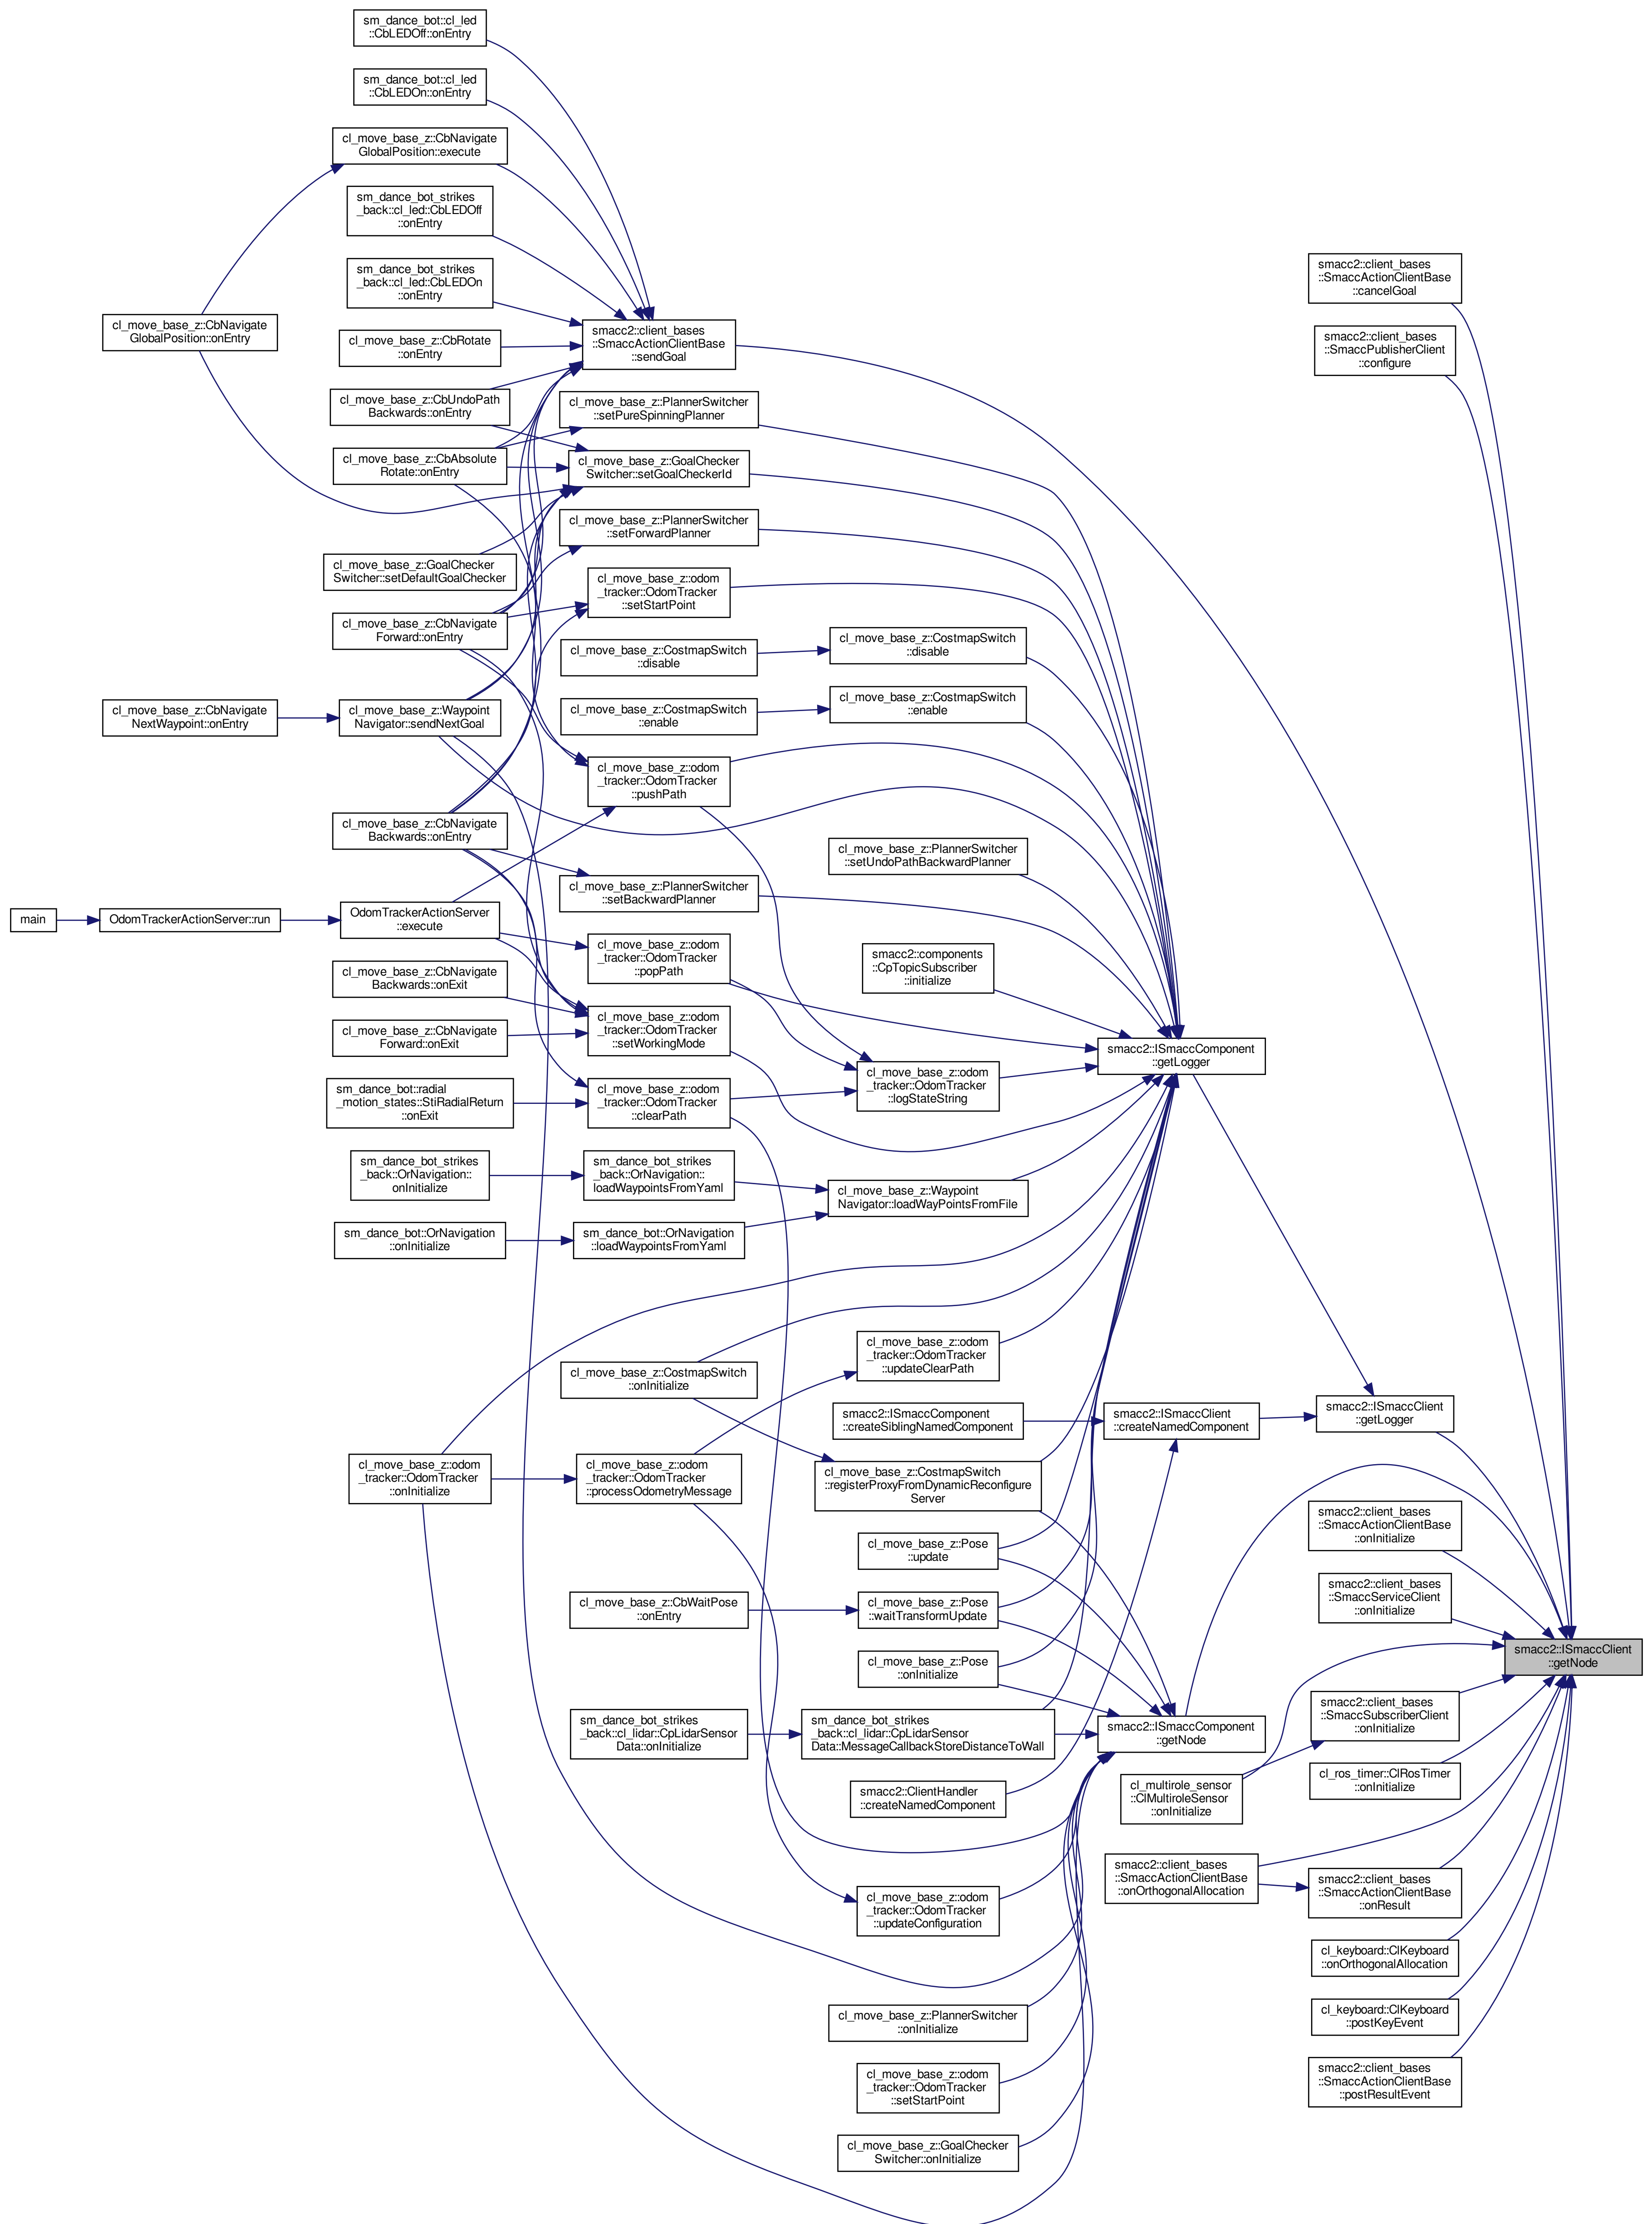 sm_dance_bot::cl_led
::CbLEDOff::onEntry
sm_dance_bot::cl_led
::CbLEDOn::onEntry
cl_move_base_z::CbNavigate
GlobalPosition::execute
sm_dance_bot_strikes
_back::cl_led::CbLEDOff
::onEntry
sm_dance_bot_strikes
_back::cl_led::CbLEDOn
::onEntry
cl_move_base_z::CbNavigate
GlobalPosition::onEntry
cl_move_base_z::CbRotate
::onEntry
smacc2::client_bases
::SmaccActionClientBase
::sendGoal
smacc2::client_bases
::SmaccActionClientBase
::cancelGoal
smacc2::client_bases
::SmaccPublisherClient
::configure
cl_move_base_z::CbUndoPath
Backwards::onEntry
cl_move_base_z::PlannerSwitcher
::setPureSpinningPlanner
cl_move_base_z::CbAbsolute
Rotate::onEntry
cl_move_base_z::GoalChecker
Switcher::setGoalCheckerId
cl_move_base_z::PlannerSwitcher
::setForwardPlanner
cl_move_base_z::GoalChecker
Switcher::setDefaultGoalChecker
cl_move_base_z::odom
_tracker::OdomTracker
::setStartPoint
cl_move_base_z::CbNavigate
Forward::onEntry
cl_move_base_z::CostmapSwitch
::disable
cl_move_base_z::CostmapSwitch
::disable
cl_move_base_z::CbNavigate
NextWaypoint::onEntry
cl_move_base_z::Waypoint
Navigator::sendNextGoal
cl_move_base_z::CostmapSwitch
::enable
cl_move_base_z::CostmapSwitch
::enable
cl_move_base_z::odom
_tracker::OdomTracker
::pushPath
cl_move_base_z::CbNavigate
Backwards::onEntry
cl_move_base_z::PlannerSwitcher
::setUndoPathBackwardPlanner
cl_move_base_z::PlannerSwitcher
::setBackwardPlanner
main
OdomTrackerActionServer::run
OdomTrackerActionServer
::execute
cl_move_base_z::odom
_tracker::OdomTracker
::popPath
smacc2::components
::CpTopicSubscriber
::initialize
cl_move_base_z::CbNavigate
Backwards::onExit
cl_move_base_z::CbNavigate
Forward::onExit
cl_move_base_z::odom
_tracker::OdomTracker
::setWorkingMode
smacc2::ISmaccComponent
::getLogger
cl_move_base_z::odom
_tracker::OdomTracker
::logStateString
sm_dance_bot::radial
_motion_states::StiRadialReturn
::onExit
cl_move_base_z::odom
_tracker::OdomTracker
::clearPath
sm_dance_bot_strikes
_back::OrNavigation::
onInitialize
sm_dance_bot_strikes
_back::OrNavigation::
loadWaypointsFromYaml
cl_move_base_z::Waypoint
Navigator::loadWayPointsFromFile
sm_dance_bot::OrNavigation
::onInitialize
sm_dance_bot::OrNavigation
::loadWaypointsFromYaml
cl_move_base_z::odom
_tracker::OdomTracker
::updateClearPath
cl_move_base_z::CostmapSwitch
::onInitialize
smacc2::ISmaccComponent
::createSiblingNamedComponent
smacc2::ISmaccClient
::createNamedComponent
smacc2::ISmaccClient
::getLogger
cl_move_base_z::odom
_tracker::OdomTracker
::onInitialize
cl_move_base_z::odom
_tracker::OdomTracker
::processOdometryMessage
cl_move_base_z::CostmapSwitch
::registerProxyFromDynamicReconfigure
Server
smacc2::client_bases
::SmaccActionClientBase
::onInitialize
cl_move_base_z::Pose
::update
smacc2::client_bases
::SmaccServiceClient
::onInitialize
cl_move_base_z::CbWaitPose
::onEntry
cl_move_base_z::Pose
::waitTransformUpdate
smacc2::ISmaccClient
::getNode
cl_move_base_z::Pose
::onInitialize
sm_dance_bot_strikes
_back::cl_lidar::CpLidarSensor
Data::onInitialize
sm_dance_bot_strikes
_back::cl_lidar::CpLidarSensor
Data::MessageCallbackStoreDistanceToWall
smacc2::ISmaccComponent
::getNode
smacc2::client_bases
::SmaccSubscriberClient
::onInitialize
smacc2::ClientHandler
::createNamedComponent
cl_multirole_sensor
::ClMultiroleSensor
::onInitialize
cl_ros_timer::ClRosTimer
::onInitialize
smacc2::client_bases
::SmaccActionClientBase
::onOrthogonalAllocation
smacc2::client_bases
::SmaccActionClientBase
::onResult
cl_move_base_z::odom
_tracker::OdomTracker
::updateConfiguration
cl_keyboard::ClKeyboard
::onOrthogonalAllocation
cl_move_base_z::PlannerSwitcher
::onInitialize
cl_keyboard::ClKeyboard
::postKeyEvent
cl_move_base_z::odom
_tracker::OdomTracker
::setStartPoint
smacc2::client_bases
::SmaccActionClientBase
::postResultEvent
cl_move_base_z::GoalChecker
Switcher::onInitialize